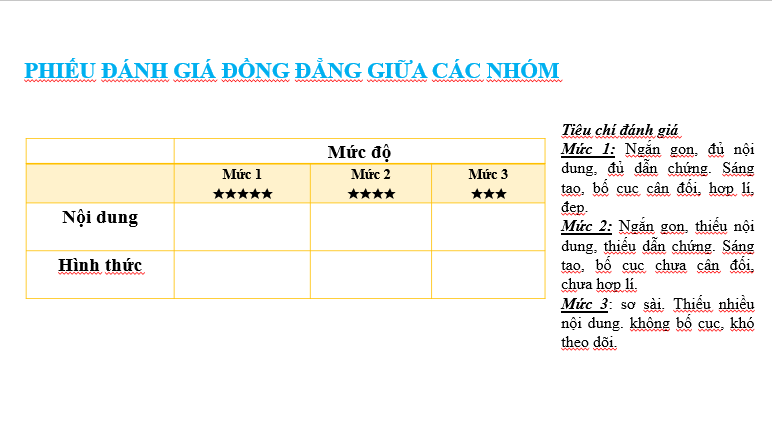 PHIẾU ĐÁNH GIÁ ĐỒNG ĐẲNG GIỮA CÁC NHÓM
Mức độ
Mức 1 Mức 2 Mức 3
★★★★★ ★★★★ ★★★
Nội dung
Hình thức
Tiêu chí đánh giá
Mức 1: Ngắn gọn, đủ nội
dung, đủ dẫn chứng. Sáng
tạo, bố cục cân đối, hợp lí,
đẹp.
Mức 2: Ngắn gọn, thiếu nội
dung, thiếu dẫn chứng. Sáng
tạo, bố cục chưa cân đối,
chưa hợp lí.
Mức 3: sơ sài. Thiếu nhiều
nội dung. không bố cục, khó
theo dõi.